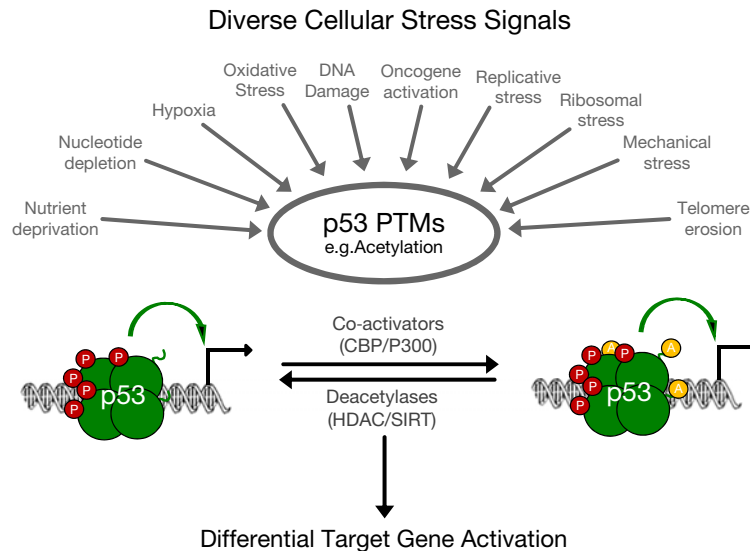 Diverse Cellular Stress Signals
Oxidative
Stress
DNA
Damage
Oncogene
activation
Replicative
stress
Hypoxia
Ribosomal
stress
Nucleotide
depletion
Mechanical
stress
Nutrient
deprivation
Telomere
erosion
p53 PTMs
e.g.Acetylation
Co-activators
(CBP/P300)
Deacetylases
(HDAC/SIRT)
P
P
P
P
P
p53
P
A
P
A
P
P
A
P
p53
Differential Target Gene Activation